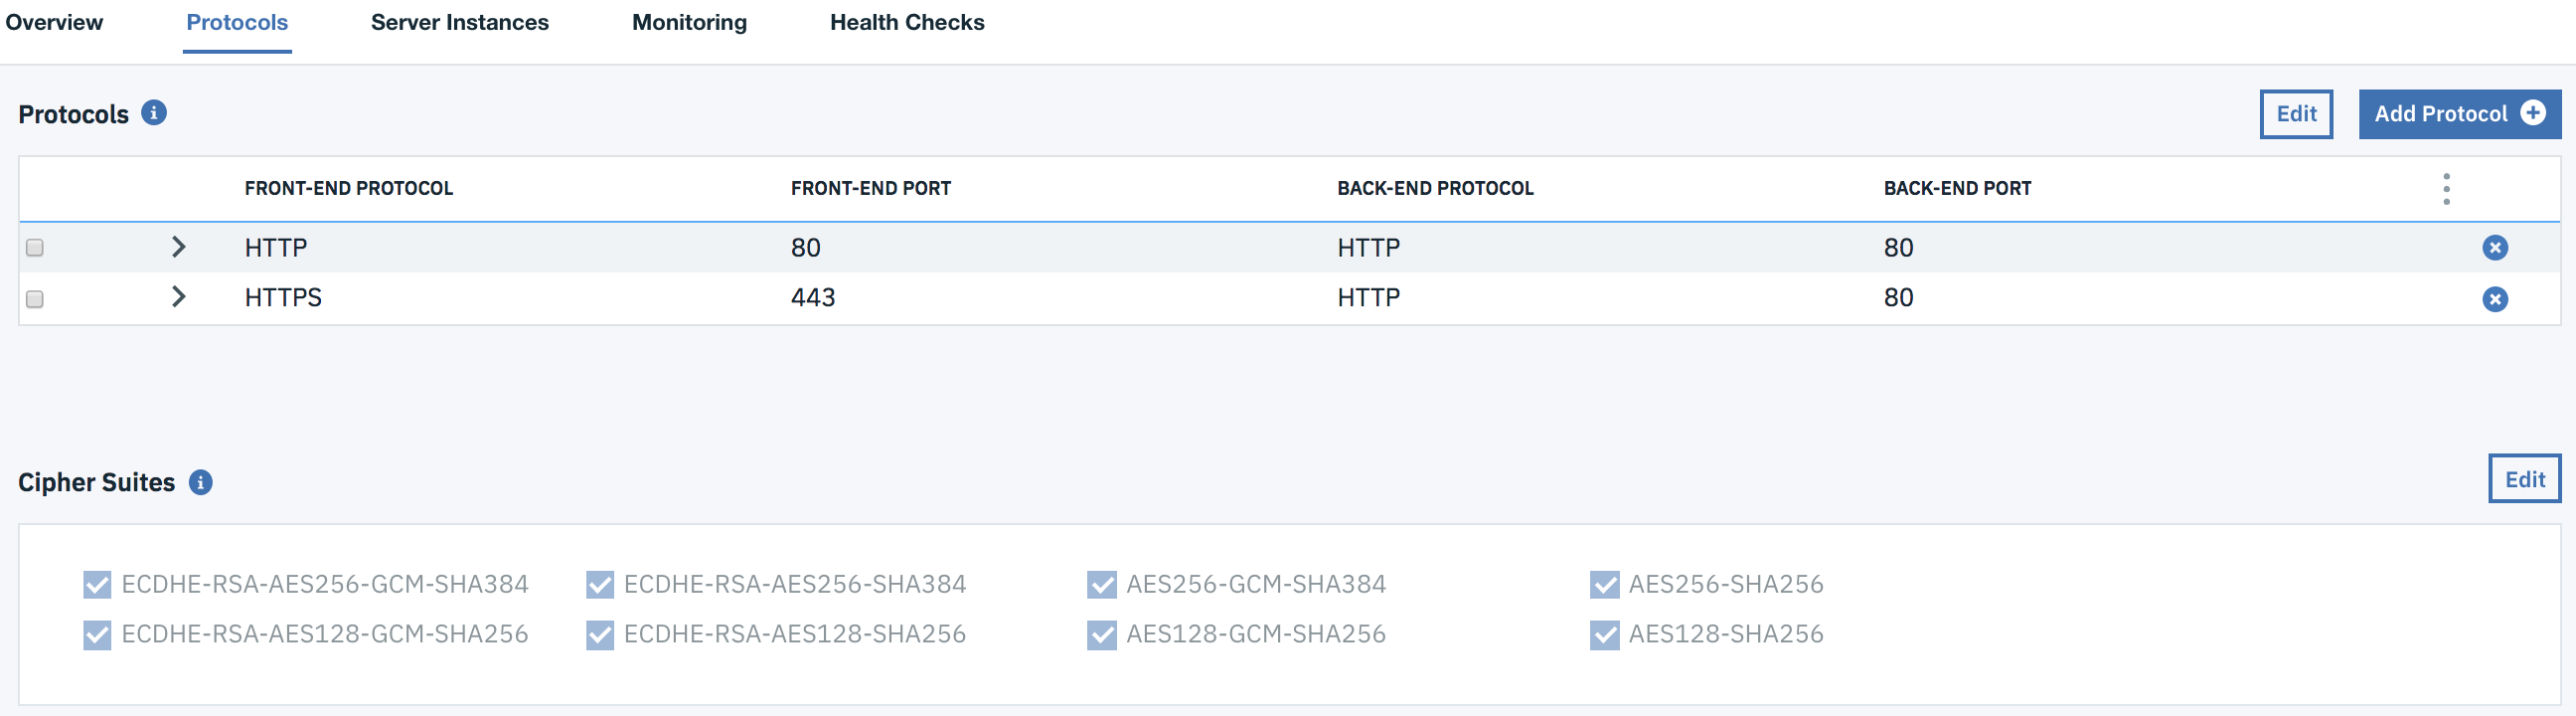 Overview Protocols Server Instances Monitoring Health Checks
Protocols Edit Add Protocol
FRONT-END PROTOCOL FRONT-END PORT BACK-END PROTOCOL BACK-END PORT
HTTP 80 HTTP 80
HTTPS 443 HTTP 80
Cipher Suites Edit
ECDHE-RSA-AES256-GCM-SHA384 ECDHE-RSA-AES256-SHA384 AES256-GCM-SHA384 AES256-SHA256
ECDHE-RSA-AES128-GCM-SHA256 ECDHE-RSA-AES128-SHA256 AES128-GCM-SHA256 AES128-SHA256